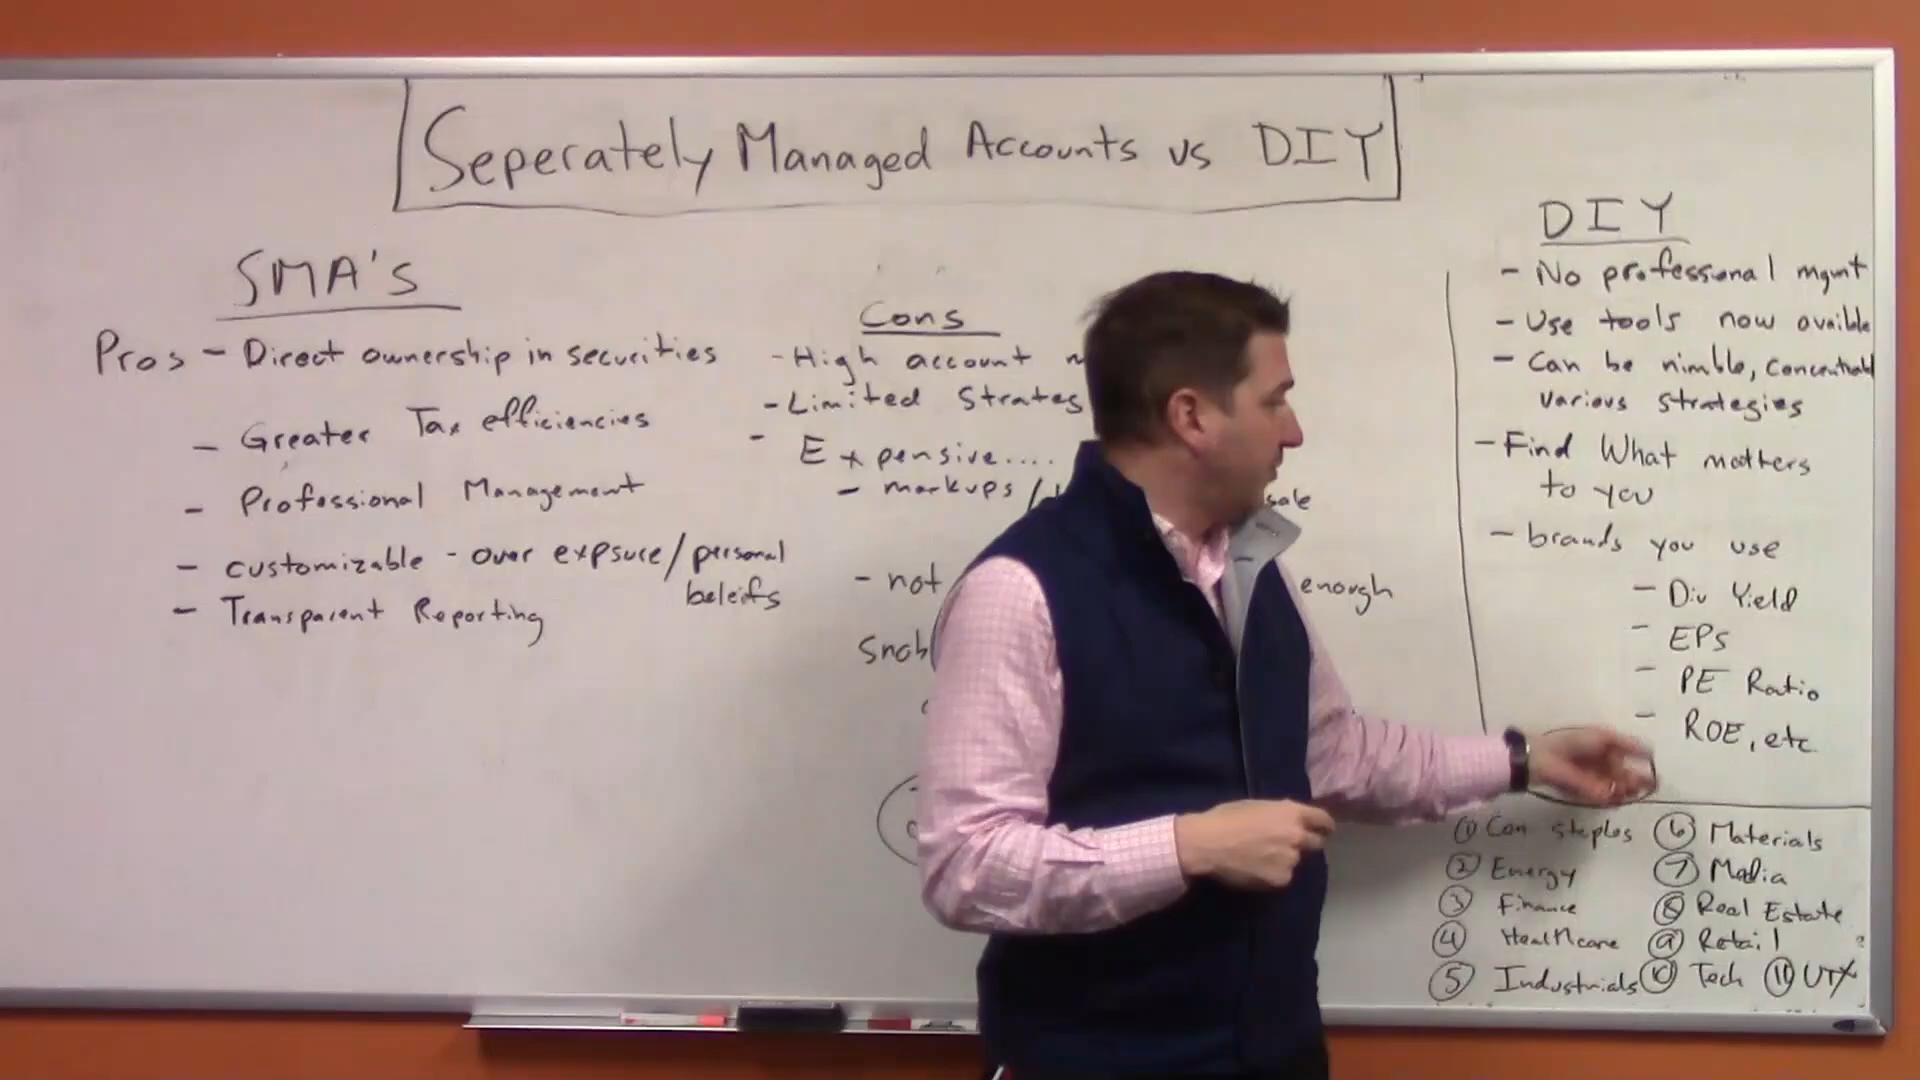 Seperately Managed Accounts vs DIY
SMA's
Pros - Direct ownership in securities
- Greater Tax efficiencies
- Professional Management
- customizable - over expsure/personal
beleifs
- Transparent Reporting
Cons
- High account
- Limited Strateg
- Expensive....
- markups/
- not enough
DIY
- No professional mgmt
- Use tools now availble
- Can be nimble,
various strategies
- Find What matters
to you
- brands you use
- Div Yield
- EPS
- PE Ratio
- ROE, etc
① Con staples
② Energy
③ Finance
④ Healthcare
⑤ Industrials
⑥ Materials
⑦ Media
⑧ Real Estate
⑨ Retail
⑩ Tech ⑪